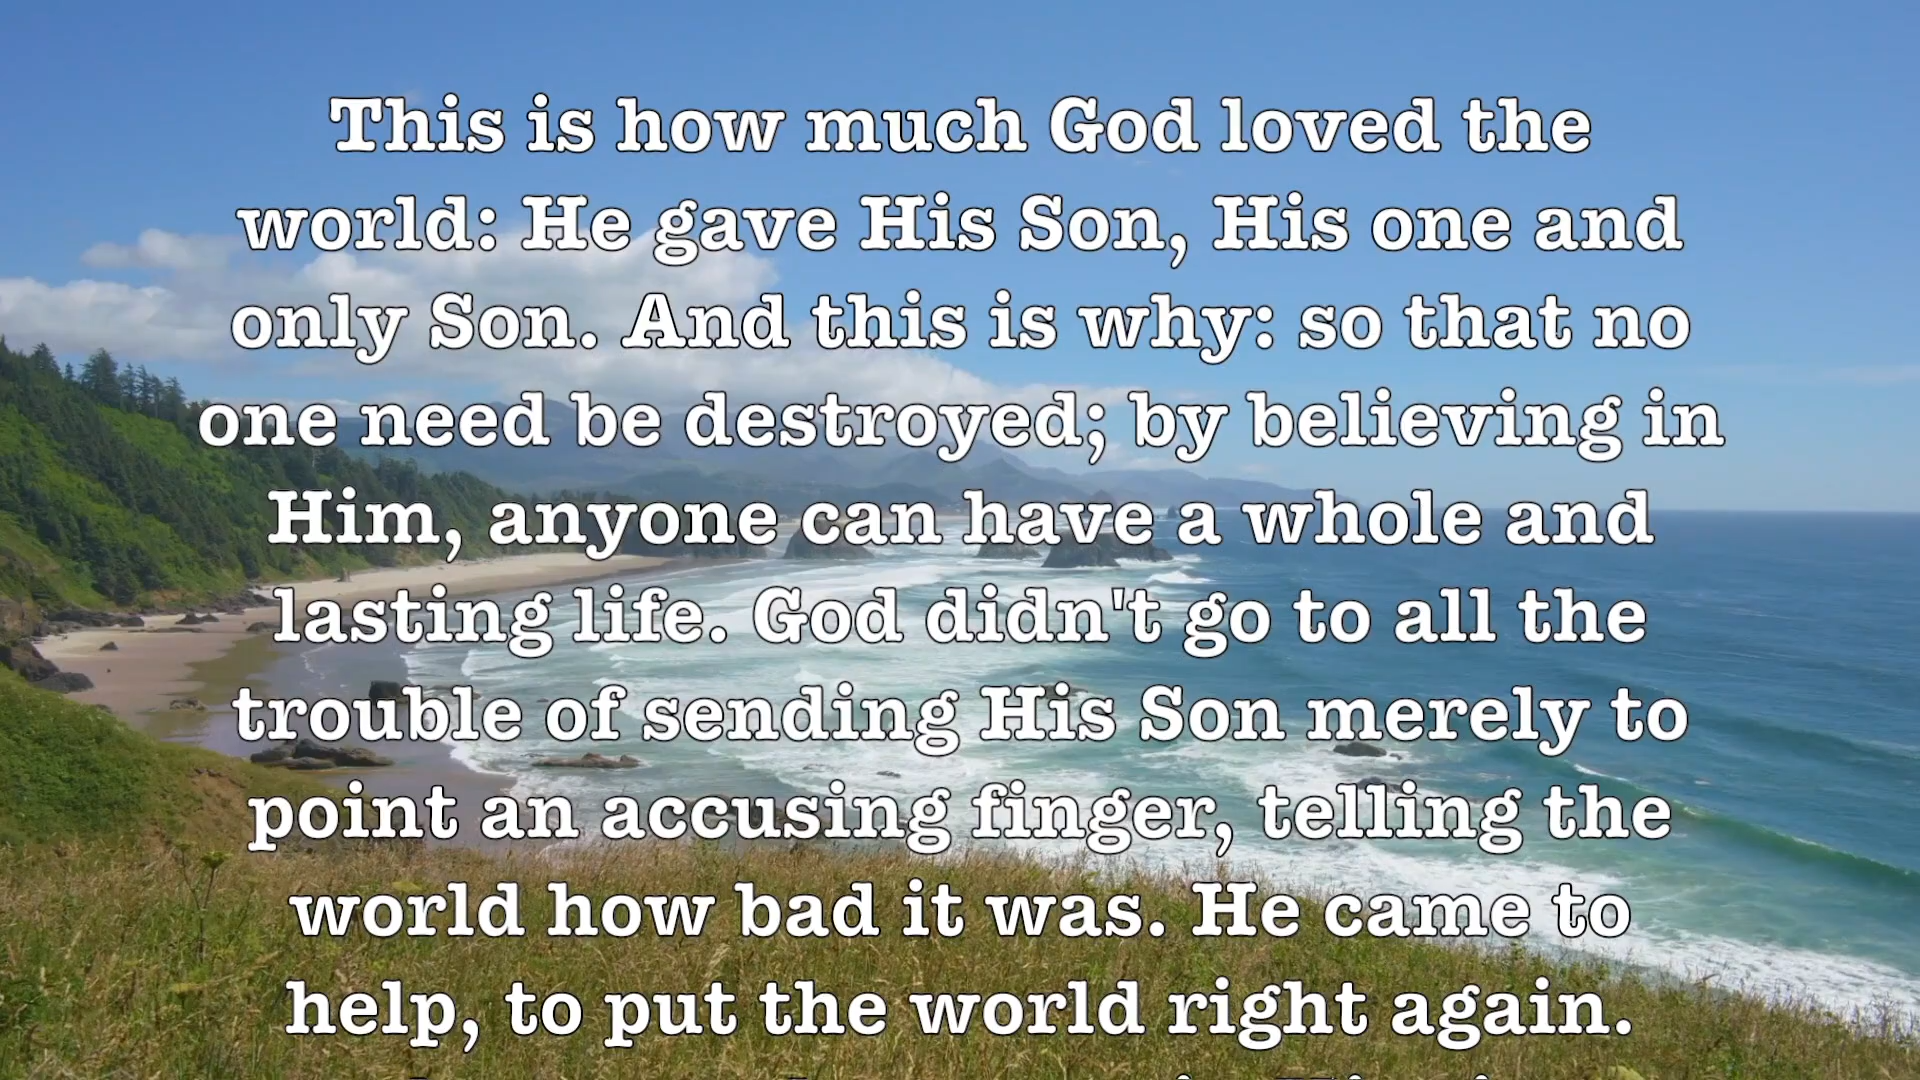 This is how much God loved the
world: He gave His Son, His one and
only Son. And this is why: so that no
one need be destroyed; by believing in
Him, anyone can have a whole and
lasting life. God didn't go to all the
trouble of sending His Son merely to
point an accusing finger, telling the
world how bad it was. He came to
help, to put the world right again.